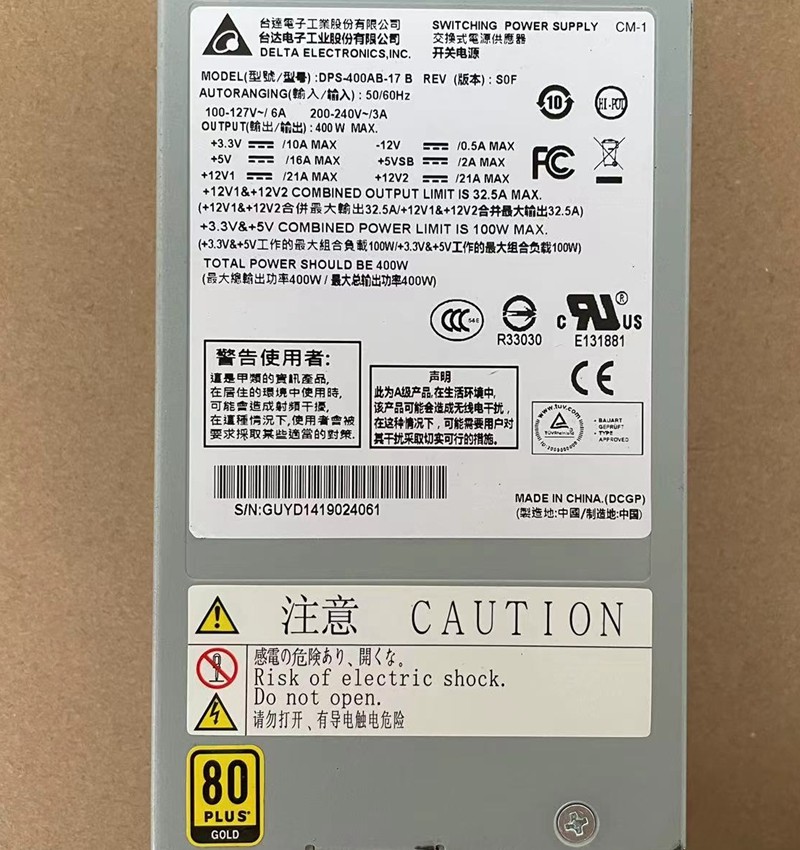 台達電子工業股份有限公司
台达电子工业股份有限公司
DELTA ELECTRONICS, INC.
SWITCHING POWER SUPPLY CM-1
交換式電源供應器
开关电源
MODEL(型號/型号):DPS-400AB-17 B REV (版本): S0F
AUTORANGING(輸入/输入): 50/60Hz
100-127V~/ 6A 200-240V~/3A
OUTPUT(輸出/输出): 400 W MAX.
+3.3V /10A MAX -12V /0.5A MAX
+5V /16A MAX +5VSB /2A MAX
+12V1 /21A MAX +12V2 /21A MAX
+12V1&+12V2 COMBINED OUTPUT LIMIT IS 32.5A MAX.
(+12V1&+12V2合併最大輸出32.5A/+12V1&+12V2合并最大输出32.5A)
+3.3V&+5V COMBINED POWER LIMIT IS 100W MAX.
(+3.3V&+5V工作的最大組合負載100W/+3.3V&+5V工作的最大组合负载100W)
TOTAL POWER SHOULD BE 400W
(最大總輸出功率400W / 最大总输出功率400W)
10
HI-POT
FC
CCC
S&E
R33030
c RU US ®
E131881
CE
警告使用者:
這是甲類的資訊產品,
在居住的環境中使用時,
可能會造成射頻干擾,
在這種情況下,使用者會被
要求採取某些適當的對策.
声明
此为A级产品,在生活环境中,
该产品可能会造成无线电干扰,
在这种情况下,可能需要用户对
其干扰采取切实可行的措施。
www.tuv.com
TÜVRheinland
• BAUART
GEPRÜFT
• TYPE
APPROVED
S/N:GUYD1419024061
MADE IN CHINA.(DCGP)
(製造地:中國/制造地:中国)
注意 CAUTION
感電の危険あり、開くな。
Risk of electric shock.
Do not open.
请勿打开、有导电触电危险
80
PLUS®
GOLD